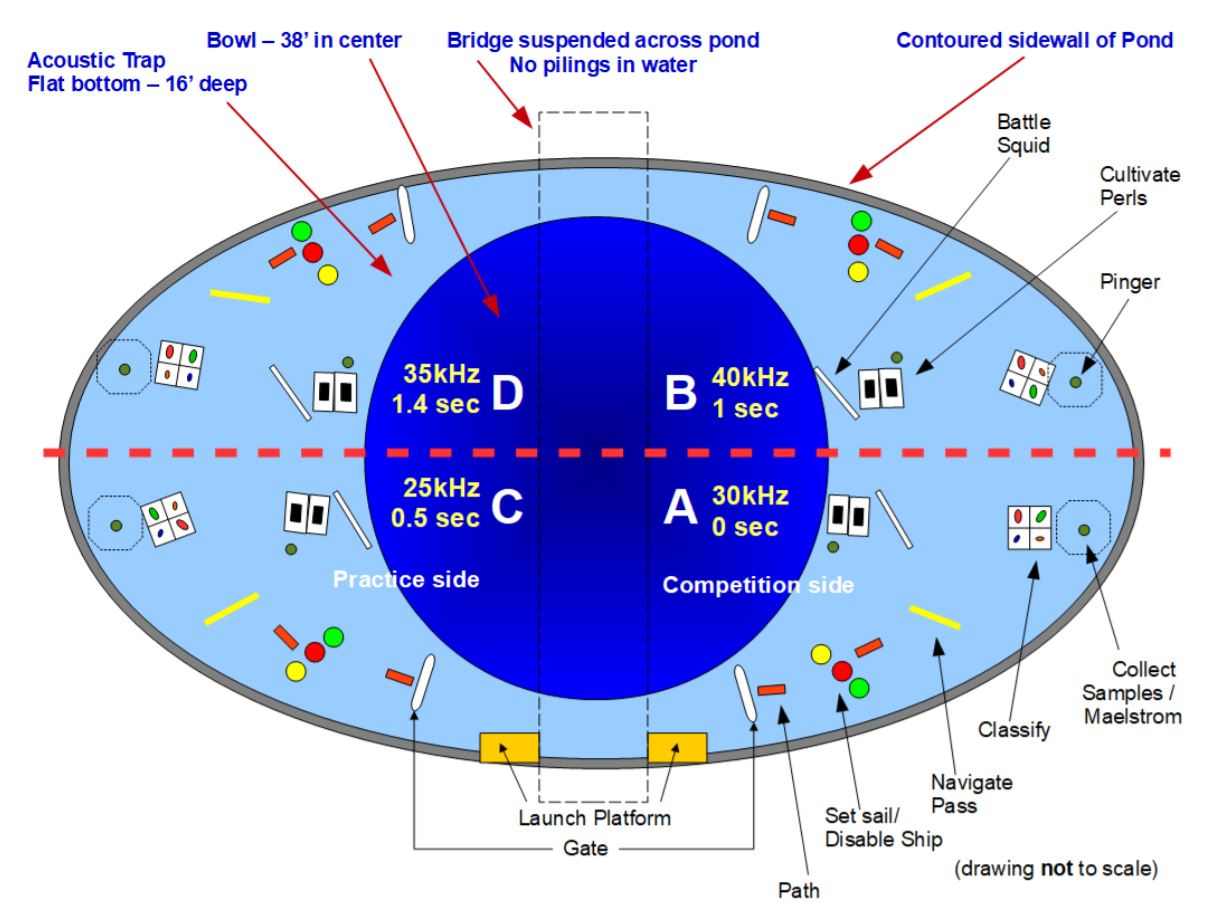 Acoustic Trap
Flat bottom – 16’ deep
Bowl – 38’ in center
Bridge suspended across pond
No pilings in water
Contoured sidewall of Pond
Battle
Squid
Cultivate
Perls
Pinger
35kHz
1.4 sec
D
B
40kHz
1 sec
25kHz
0.5 sec
C
A
30kHz
0 sec
Practice side
Competition side
Collect
Samples /
Maelstrom
Classify
Navigate
Pass
Set sail/
Disable Ship
Launch Platform
Gate
Path
(drawing not to scale)